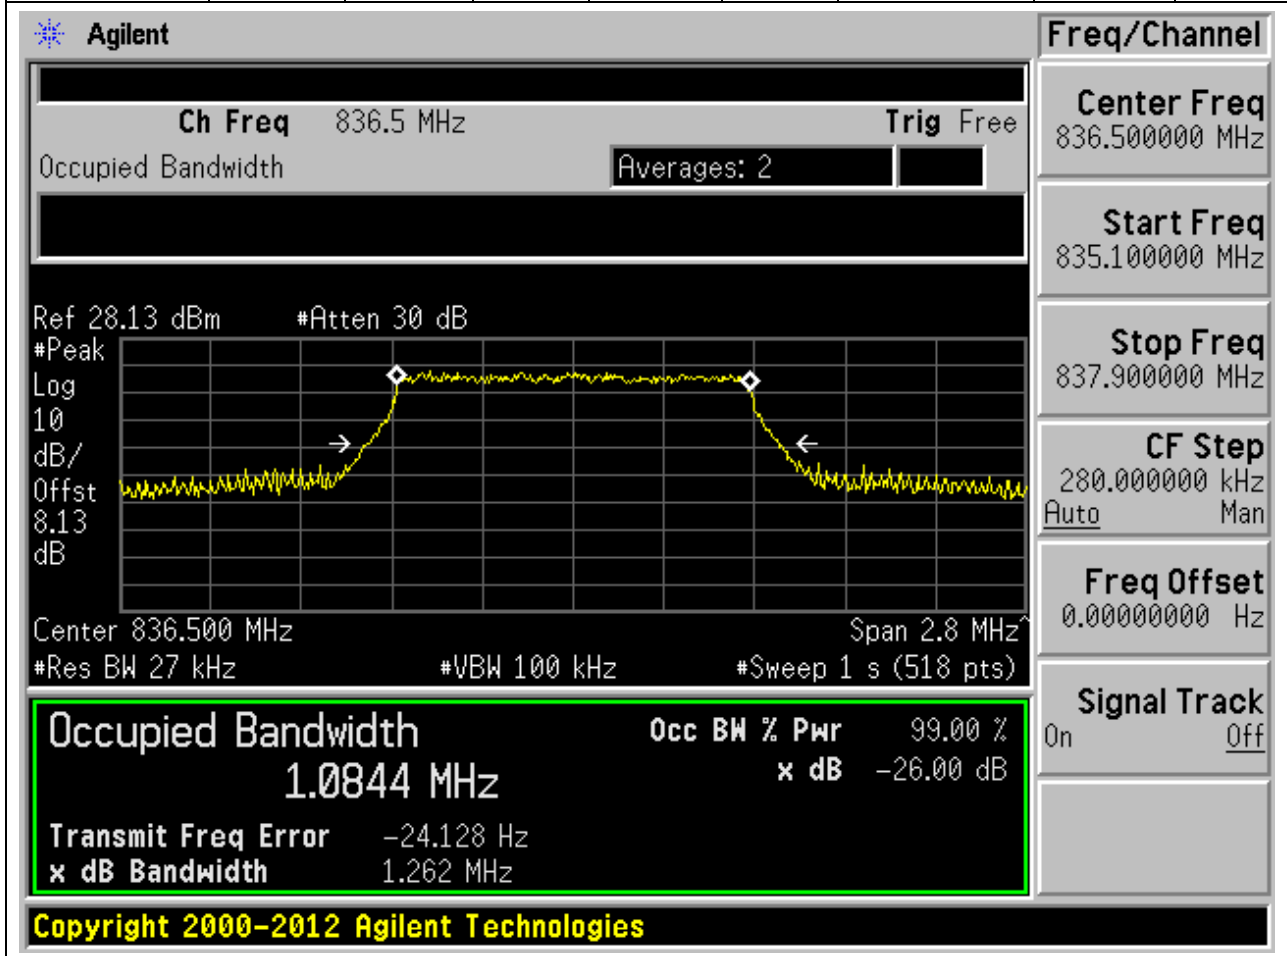 Agilent
Freq/Channel
Ch Freq 836.5 MHz Trig Free
Occupied Bandwidth Averages: 2
Center Freq
836.500000 MHz
Start Freq
835.100000 MHz
Stop Freq
837.900000 MHz
CF Step
280.000000 kHz
Auto Man
Freq Offset
0.00000000 Hz
Signal Track
On Off
Ref 28.13 dBm #Atten 30 dB
#Peak
Log
10
dB/
Offst
8.13
dB
Center 836.500 MHz Span 2.8 MHz^
#Res BW 27 kHz #VBW 100 kHz #Sweep 1 s (518 pts)
Occupied Bandwidth Occ BW % Pwr 99.00 %
1.0844 MHz x dB -26.00 dB
Transmit Freq Error -24.128 Hz
x dB Bandwidth 1.262 MHz
Copyright 2000-2012 Agilent Technologies